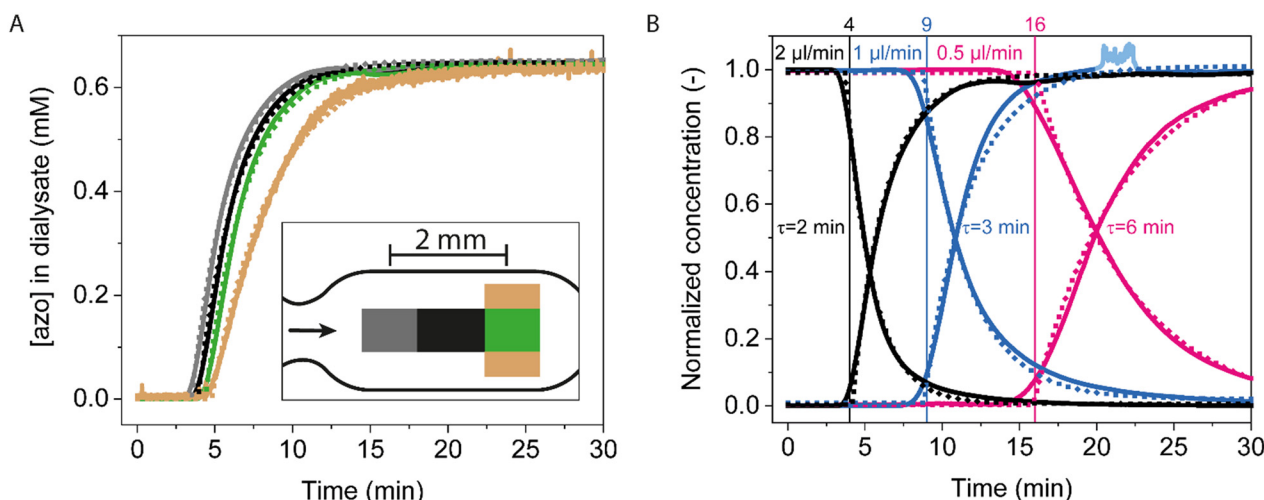 A
[azo] in dialysate (mM)
0.6
0.4
0.2
0.0
2 mm
0 5 10 15 20 25 30
Time (min)
B
4 9 16
2 µl/min 1 µl/min 0.5 µl/min
Normalized concentration (-)
1.0
0.8
0.6
0.4
0.2
0.0
τ=2 min τ=3 min τ=6 min
0 5 10 15 20 25 30
Time (min)